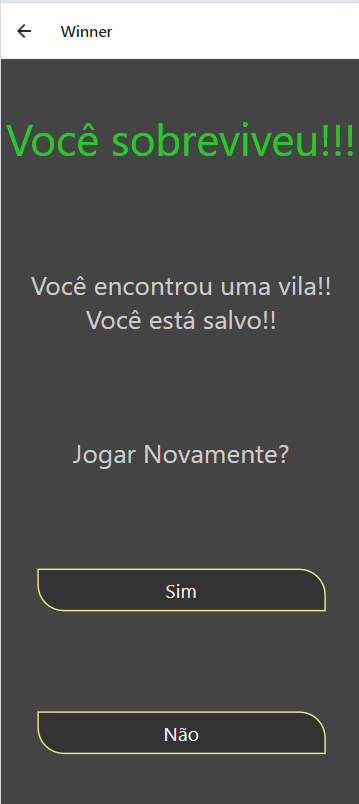 Winner
Você sobreviveu!!!
Você encontrou uma vila!!
Você está salvo!!
Jogar Novamente?
Sim
Não